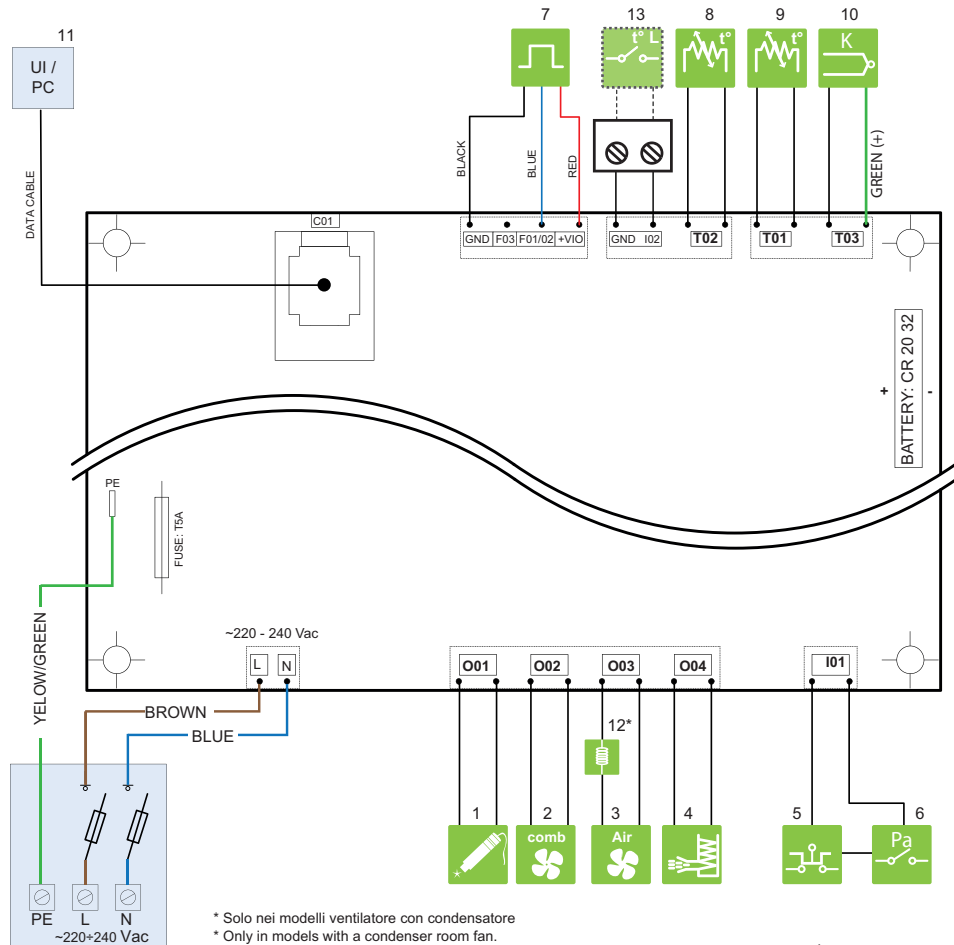 7 13 8 9 10
11
UI /
PC
t° L
t°
t°
K
DATA CABLE
BLACK
BLUE
RED
GREEN (+)
C01
GND F03 F01/02 +VIO
GND I02 T02
T01 T03
+ BATTERY: CR 20 32 -
PE
FUSE: T5A
~220 - 240 Vac
L N
O01 O02 O03 O04
I01
YELOW/GREEN
BROWN
BLUE
12*
1 2 3 4 5 6
comb
Air
Pa
PE L N
~220÷240 Vac
* Solo nei modelli ventilatore con condensatore
* Only in models with a condenser room fan.